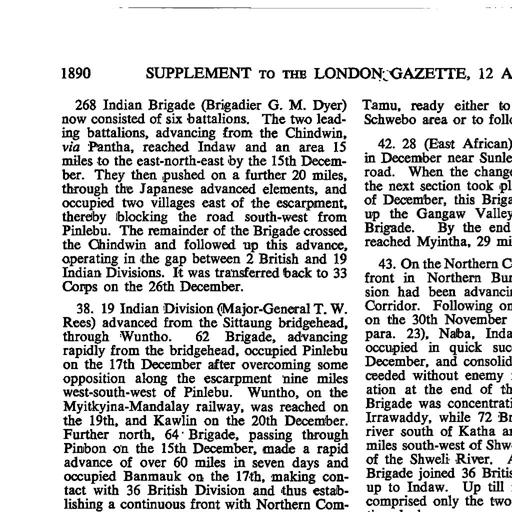 1890 SUPPLEMENT TO THE LONDON GAZETTE, 12 A
268 Indian Brigade (Brigadier G. M. Dyer)
now consisted of six battalions. The two lead-
ing battalions, advancing from the Chindwin,
via Pantha, reached Indaw and an area 15
miles to the east-north-east by the 15th Decem-
ber. They then pushed on a further 20 miles,
through the Japanese advanced elements, and
occupied two villages east of the escarpment,
thereby blocking the road south-west from
Pinlebu. The remainder of the Brigade crossed
the Chindwin and followed up this advance,
operating in the gap between 2 British and 19
Indian Divisions. It was transferred back to 33
Corps on the 26th December.
38. 19 Indian Division (Major-General T. W.
Rees) advanced from the Sittaung bridgehead,
through Wuntho. 62 Brigade, advancing
rapidly from the bridgehead, occupied Pinlebu
on the 17th December after overcoming some
opposition along the escarpment nine miles
west-south-west of Pinlebu. Wuntho, on the
Myitkyina-Mandalay railway, was reached on
the 19th, and Kawlin on the 20th December.
Further north, 64 Brigade, passing through
Pinbon on the 15th December, made a rapid
advance of over 60 miles in seven days and
occupied Banmauk on the 17th, making con-
tact with 36 British Division and thus estab-
lishing a continuous front with Northern Com-
Tamu, ready either to
Schwebo area or to follo
42. 28 (East African)
in December near Sunle
road. When the change
the next section took pl
of December, this Briga
up the Gangaw Valley
Brigade. By the end
reached Myintha, 29 mi
43. On the Northern C
front in Northern Bur
sion had been advancin
Corridor. Following on
on the 30th November
para. 23), Naba, Inda
occupied in quick suc
December, and consolid
ceeded without enemy
ation at the end of th
Brigade was concentrati
Irrawaddy, while 72 Br
river south of Katha an
miles south-west of Shw
of the Shweli River. A
Brigade joined 36 Britis
up to Indaw. Up till
comprised only the two